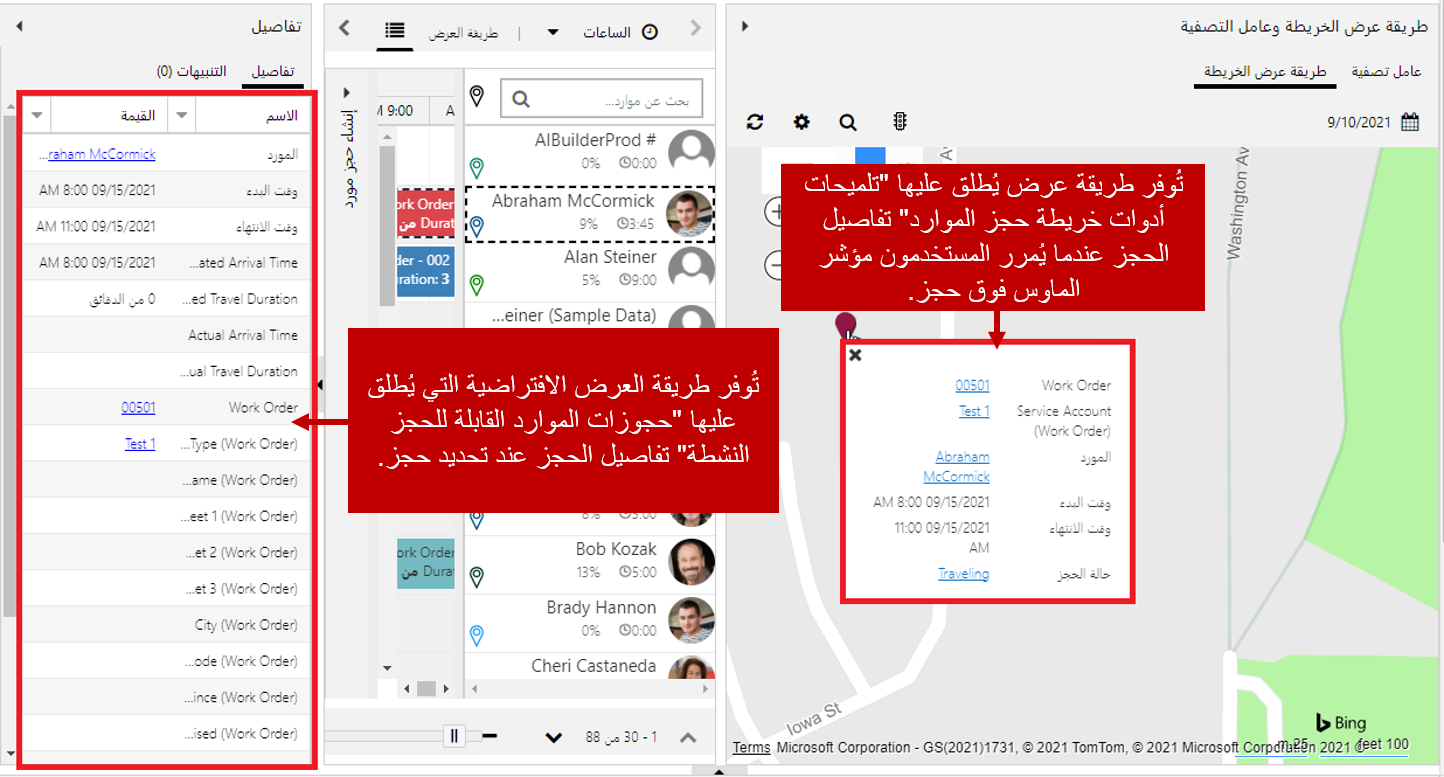 طريقة عرض الخريطة وعامل التصفية
عامل تصفية
طريقة عرض الخريطة
9/10/2021
Washington Av
تُوفر طريقة عرض يُطلق عليها "تلميحات
أدوات خريطة حجز الموارد" تفاصيل
الحجز عندما يُمرر المستخدمون مؤشر
الماوس فوق حجز.
Work Order 00501
Service Account (Work Order) Test 1
المورد Abraham McCormick
وقت البدء 09/15/2021 8:00 AM
وقت الانتهاء 09/15/2021 11:00 AM
حالة الحجز Traveling
Iowa St
Bing
100 feet 25 m
Terms Microsoft Corporation - GS(2021)1731, © 2021 TomTom, © 2021 Microsoft Corporation 2021 ©
الساعات
طريقة العرض
بحث عن موارد...
9:00
A
إنشاء حجز مورد
AIBuilderProd #
0% 0:00
Abraham McCormick
9% 3:45
ork Order
Durat من
Alan Steiner
5% 9:00
der - 002
ration: 3
...einer (Sample Data)
8% 5:00
Bob Kozak
13% 5:00
ork Order
Dura من
Brady Hannon
0% 0:00
Cheri Castaneda
1 - 30 من 88
تُوفر طريقة العرض الافتراضية التي يُطلق
عليها "حجوزات الموارد القابلة للحجز
النشطة" تفاصيل الحجز عند تحديد حجز.
تفاصيل
تفاصيل
التنبيهات (0)
الاسم القيمة
المورد ...raham McCormick
وقت البدء 09/15/2021 8:00 AM
وقت الانتهاء 09/15/2021 11:00 AM
...ated Arrival Time 09/15/2021 8:00 AM
...ed Travel Duration 0 من الدقائق
Actual Arrival Time
...ual Travel Duration
Work Order 00501
...Type (Work Order) Test 1
...ame (Work Order)
...eet 1 (Work Order)
...et 2 (Work Order)
...et 3 (Work Order)
City (Work Order)
...ode (Work Order)
...ince (Work Order)
...ised (Work Order)